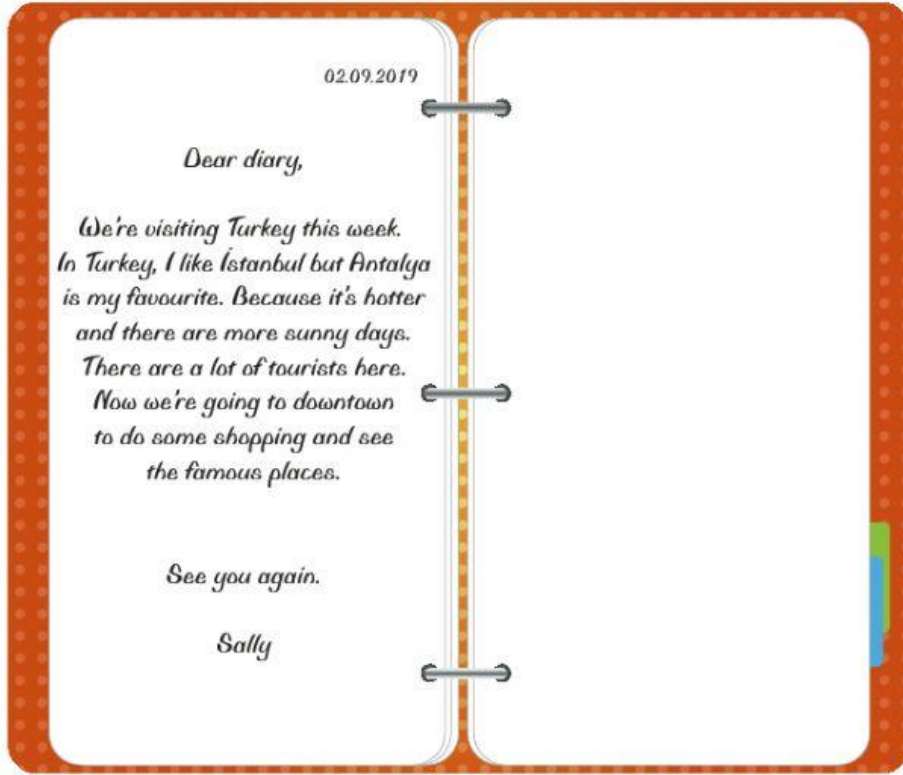 02.09.2019
Dear diary,
We're visiting Turkey this week.
In Turkey, I like İstanbul but Antalya
is my favourite. Because it's hotter
and there are more sunny days.
There are a lot of tourists here.
Now we're going to downtown
to do some shopping and see
the famous places.
See you again.
Sally